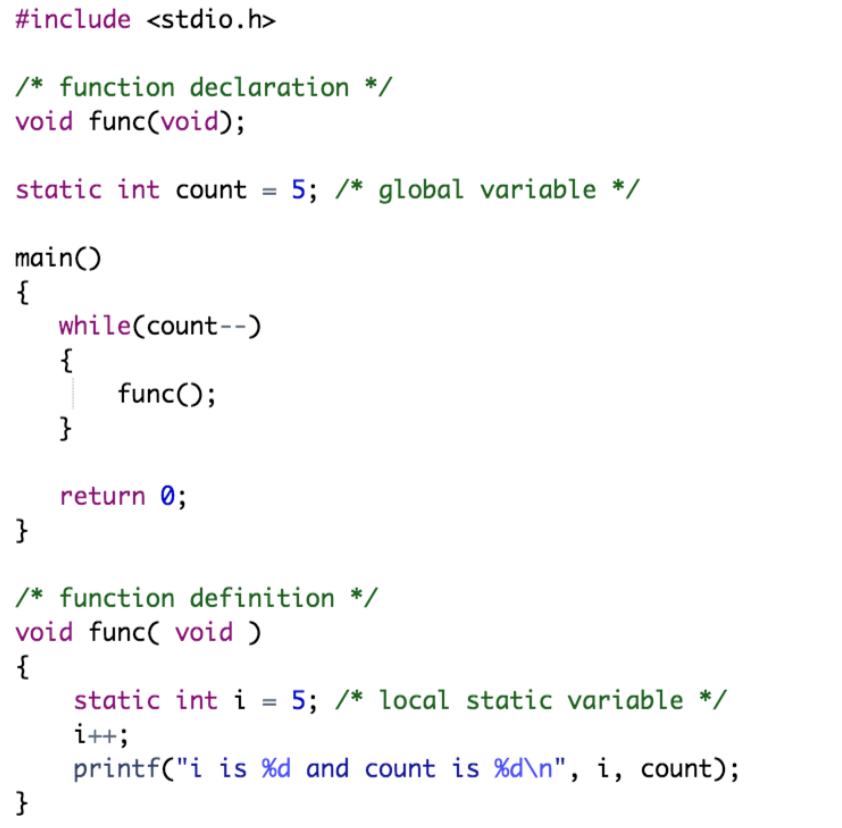 #include <stdio.h>

/* function declaration */
void func(void);

static int count = 5; /* global variable */

main()
{
   while(count--)
   {
       func();
   }

   return 0;
}

/* function definition */
void func( void )
{
    static int i = 5; /* local static variable */
    i++;
    printf("i is %d and count is %d\n", i, count);
}